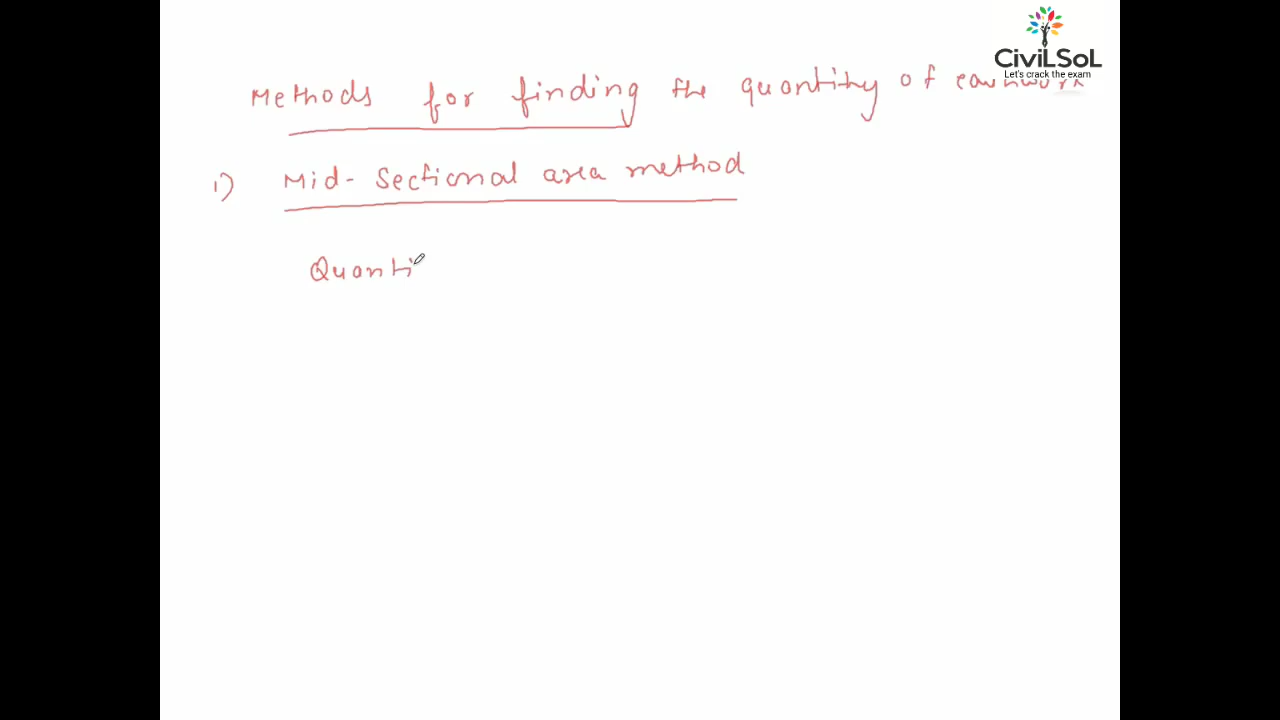 CiviLSoL
Let's crack the exam
Methods for finding the quantity of earthwork
1) Mid-Sectional area method
Quanti